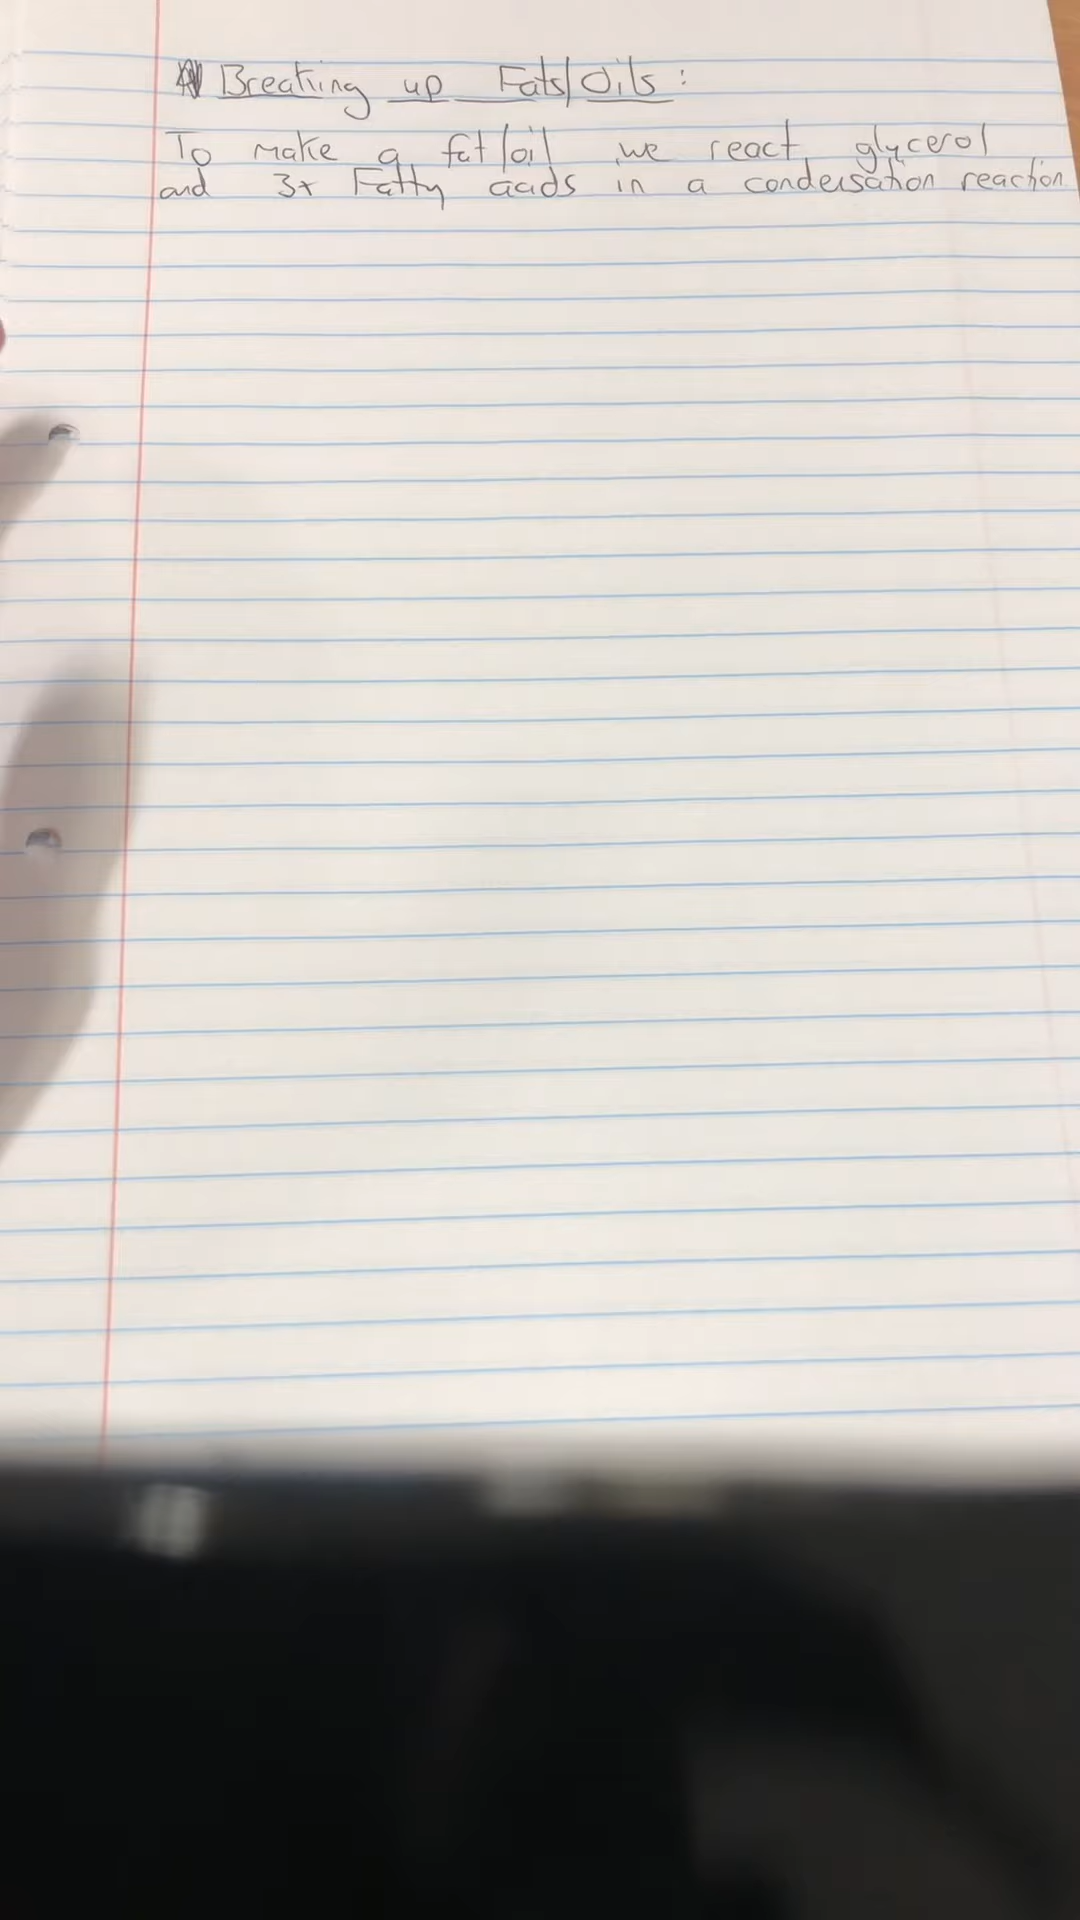 Breaking up Fats/Oils:
To make a fat/oil we react glycerol
and 3x Fatty acids in a condensation reaction.